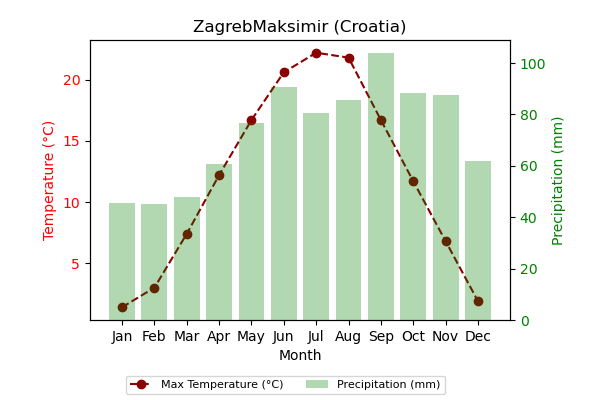 ZagrebMaksimir (Croatia)
Temperature (°C)
20
15
10
5
100
80
60
40
20
0
Precipitation (mm)
Jan Feb Mar Apr May Jun Jul Aug Sep Oct Nov Dec
Month
Max Temperature (°C) Precipitation (mm)